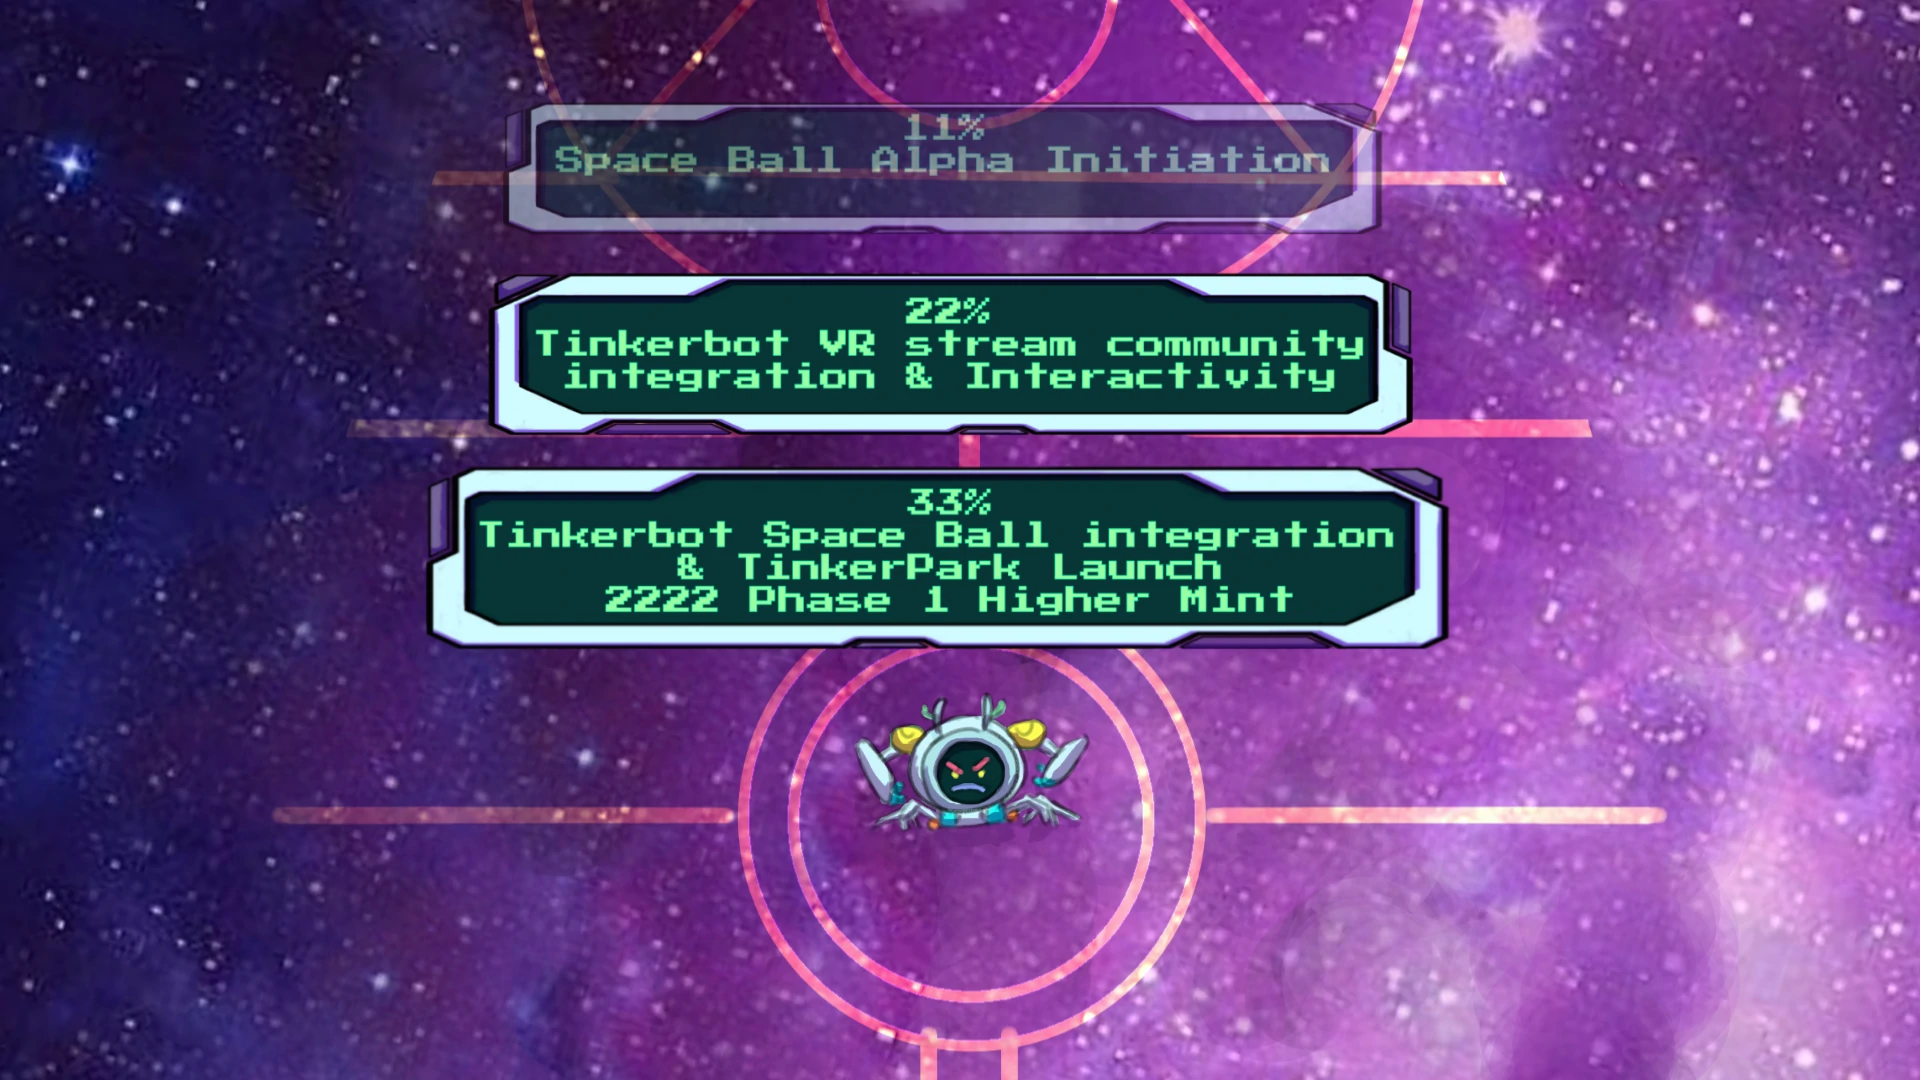 11%
Space Ball Alpha Initiation
22%
Tinkerbot VR stream community
integration & Interactivity
33%
Tinkerbot Space Ball integration
& TinkerPark Launch
2222 Phase 1 Higher Mint